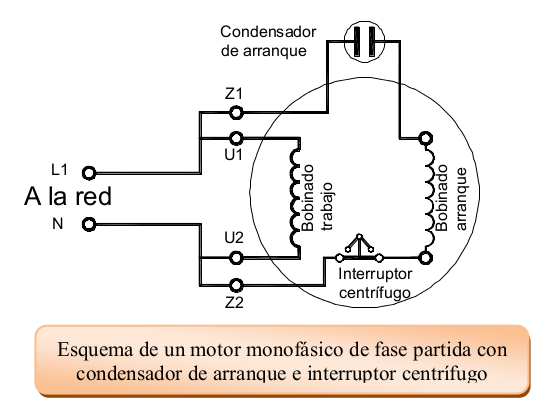 Condensador
de arranque
Z1
U1
L1
A la red
N
Bobinado
trabajo
Bobinado
arranque
U2
Z2
Interruptor
centrífugo
Esquema de un motor monofásico de fase partida con
condensador de arranque e interruptor centrífugo